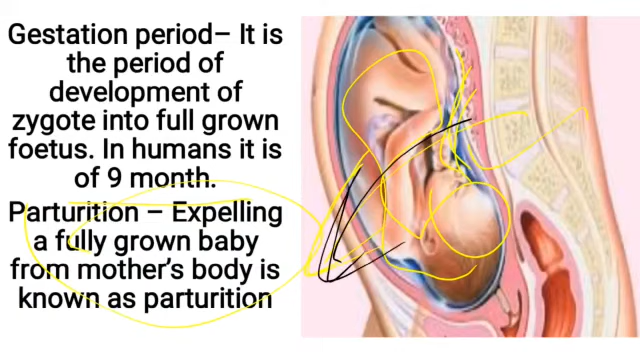 Gestation period– It is
the period of
development of
zygote into full grown
foetus. In humans it is
of 9 month.
Parturition – Expelling
a fully grown baby
from mother's body is
known as parturition